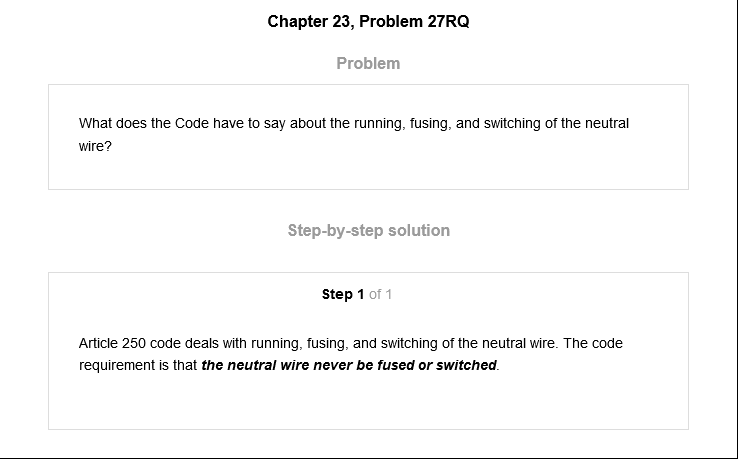 Chapter 23, Problem 27RQ
Problem
What does the Code have to say about the running, fusing, and switching of the neutral
wire?
Step-by-step solution
Step 1 of 1
Article 250 code deals with running, fusing, and switching of the neutral wire. The code
requirement is that the neutral wire never be fused or switched.